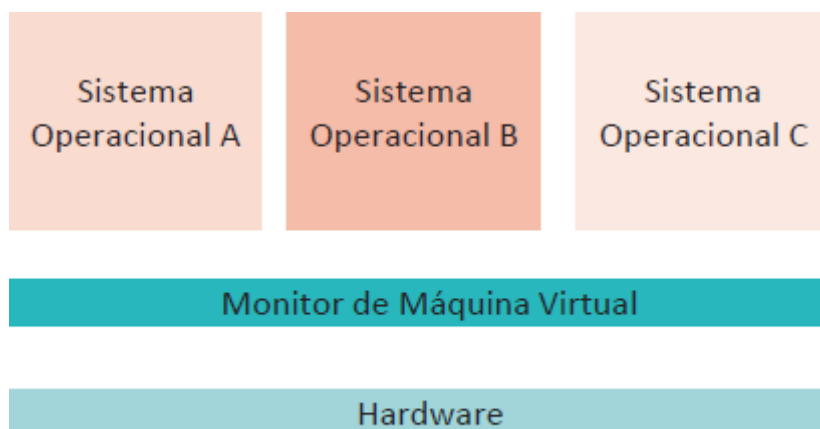 Sistema
Operacional A
Sistema
Operacional B
Sistema
Operacional C
Monitor de Máquina Virtual
Hardware